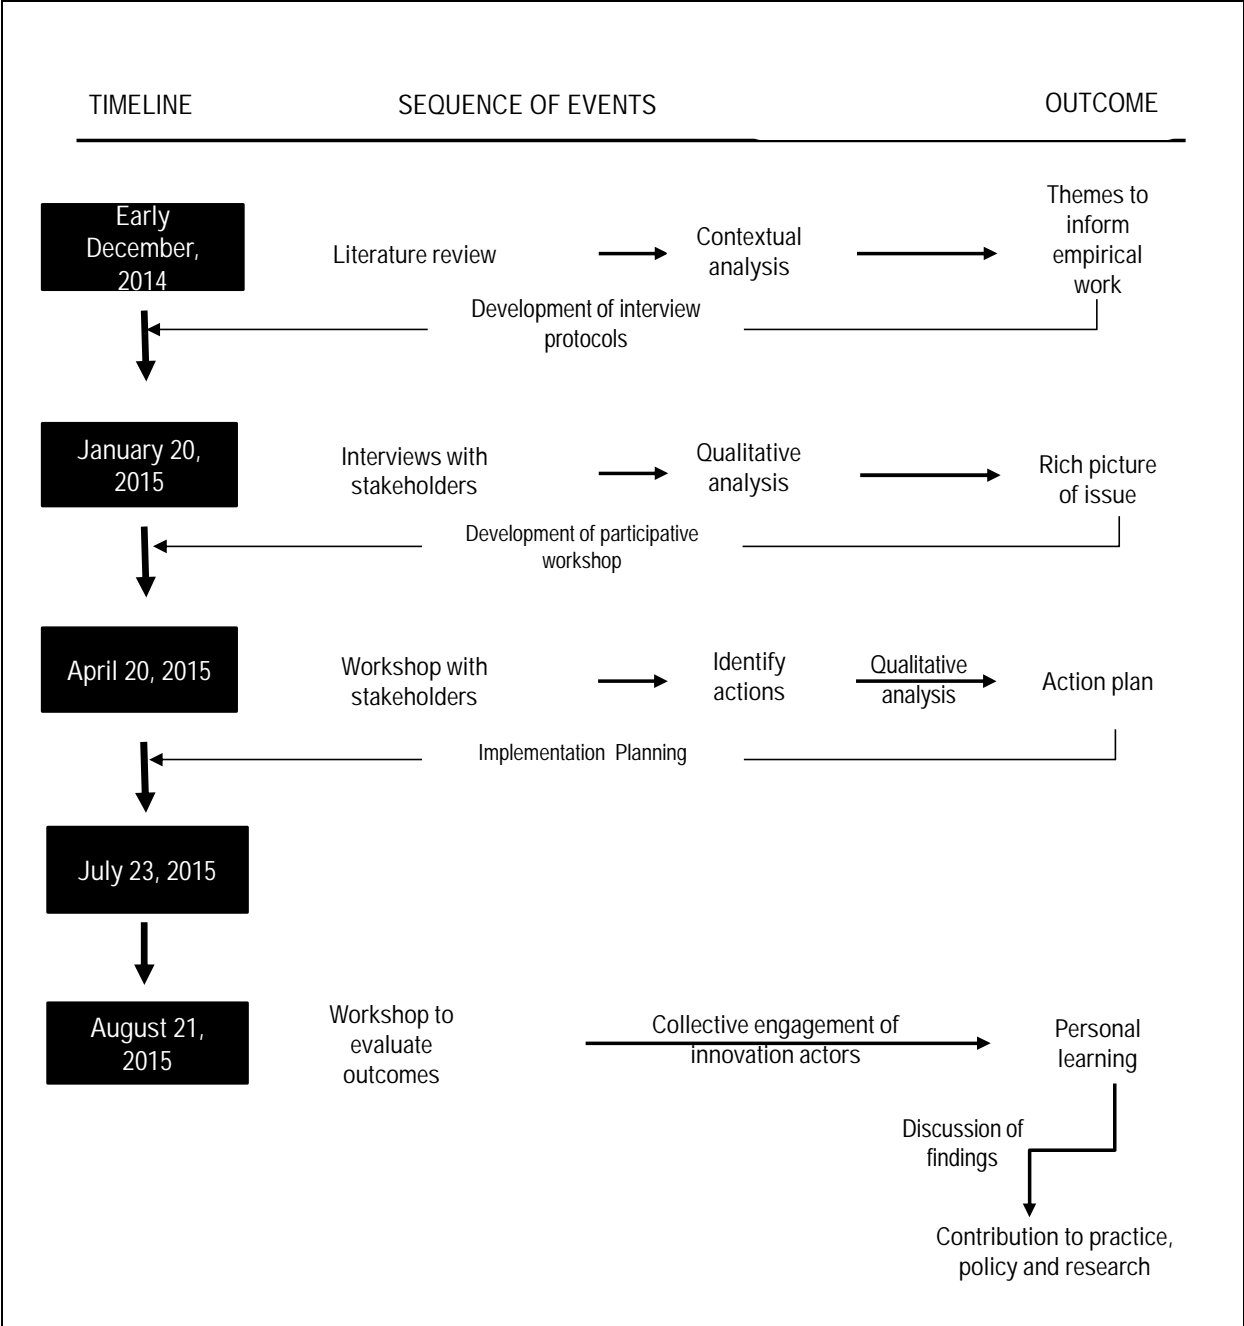 TIMELINE
SEQUENCE OF EVENTS
OUTCOME
Early
December,
2014
Literature review
Contextual
analysis
Themes to
inform
empirical
work
Development of interview
protocols
January 20,
2015
Interviews with
stakeholders
Qualitative
analysis
Rich picture
of issue
Development of participative
workshop
April 20, 2015
Workshop with
stakeholders
Identify
actions
Qualitative
analysis
Action plan
Implementation Planning
July 23, 2015
August 21,
2015
Workshop to
evaluate
outcomes
Collective engagement of
innovation actors
Personal
learning
Discussion of
findings
Contribution to practice,
policy and research